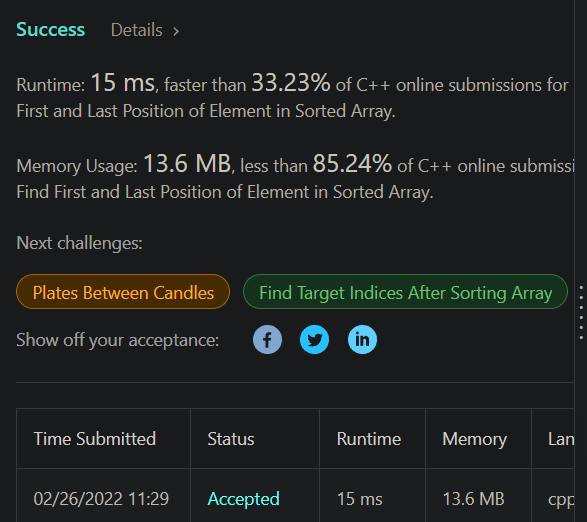 Success Details >
Runtime: 15 ms, faster than 33.23% of C++ online submissions for
First and Last Position of Element in Sorted Array.
Memory Usage: 13.6 MB, less than 85.24% of C++ online submissi
Find First and Last Position of Element in Sorted Array.
Next challenges:
Plates Between Candles Find Target Indices After Sorting Array
Show off your acceptance: f in
Time Submitted Status Runtime Memory Lan
02/26/2022 11:29 Accepted 15 ms 13.6 MB cpp